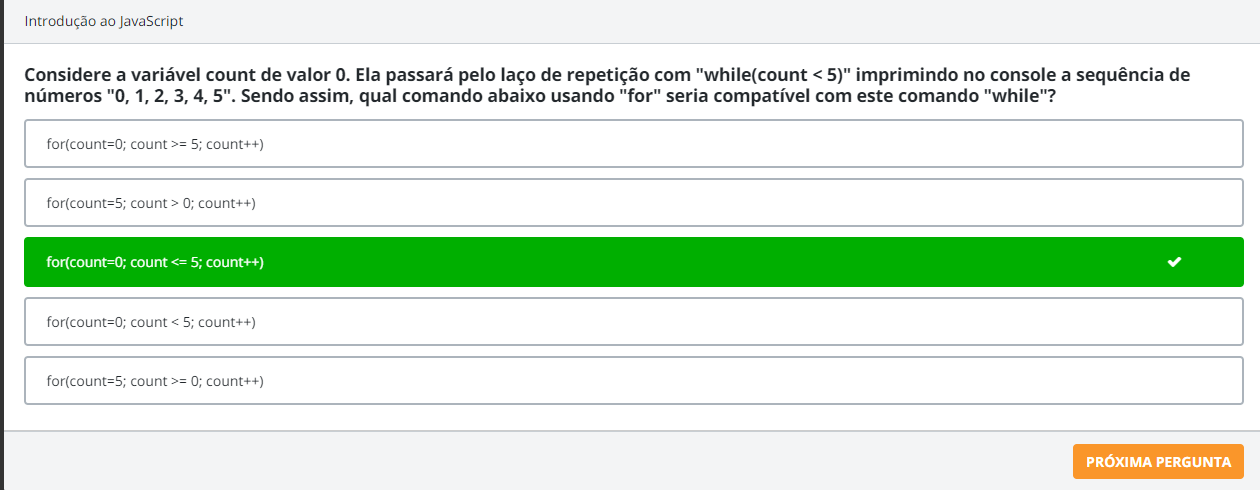 Introdução ao JavaScript
Considere a variável count de valor 0. Ela passará pelo laço de repetição com "while(count < 5)" imprimindo no console a sequência de
números "0, 1, 2, 3, 4, 5". Sendo assim, qual comando abaixo usando "for" seria compatível com este comando "while"?
for(count=0; count >= 5; count++)
for(count=5; count > 0; count++)
for(count=0; count <= 5; count++)
for(count=0; count < 5; count++)
for(count=5; count >= 0; count++)
PRÓXIMA PERGUNTA